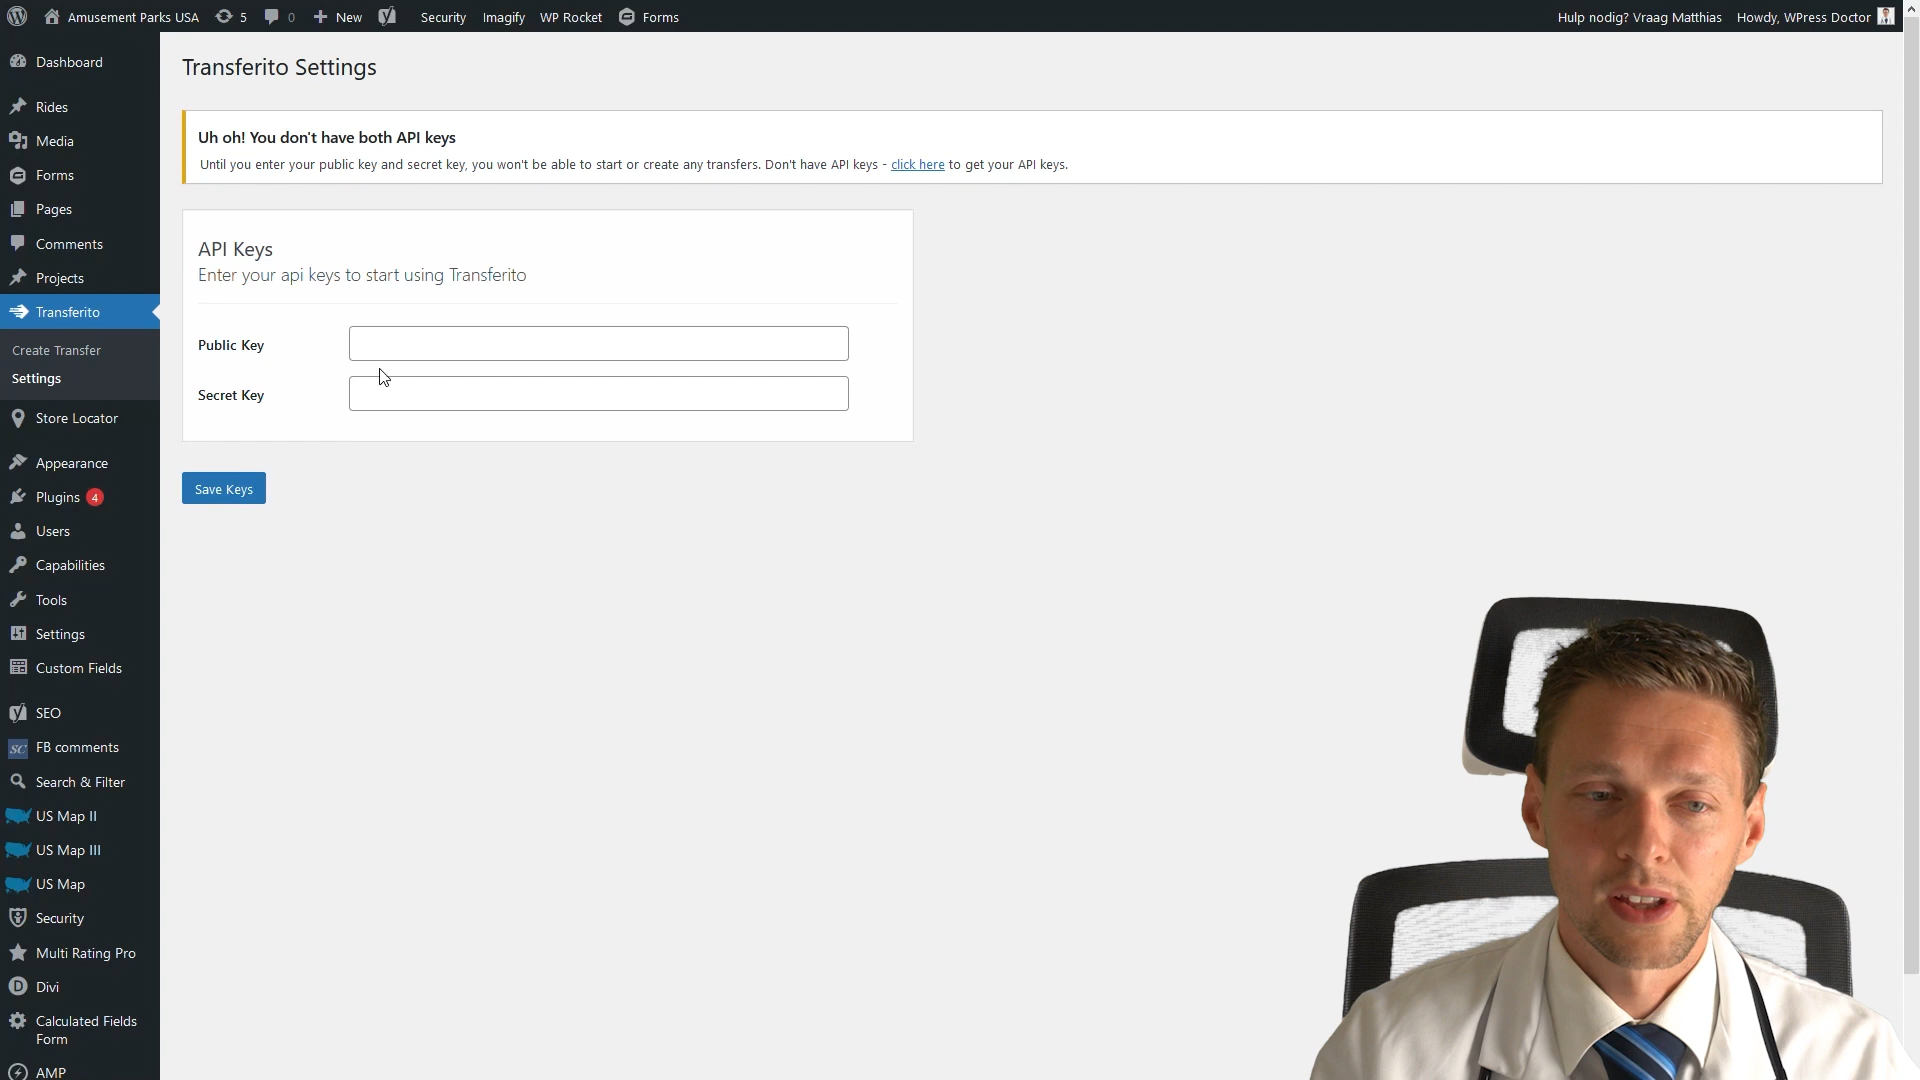 Amusement Parks USA 5 0 New Security Imagify WP Rocket Forms Hulp nodig? Vraag Matthias Howdy, WPress Doctor
Dashboard
Rides
Media
Forms
Pages
Comments
Projects
Transferito
Create Transfer
Settings
Store Locator
Appearance
Plugins 4
Users
Capabilities
Tools
Settings
Custom Fields
SEO
SC FB comments
Search & Filter
US Map II
US Map III
US Map
Security
Multi Rating Pro
D Divi
Calculated Fields
Form
AMP
Transferito Settings
Uh oh! You don't have both API keys
Until you enter your public key and secret key, you won't be able to start or create any transfers. Don't have API keys - click here to get your API keys.
API Keys
Enter your api keys to start using Transferito
Public Key
Secret Key
Save Keys